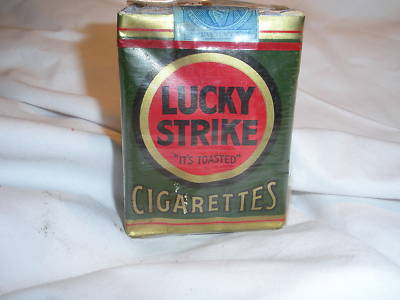 LUCKY
STRIKE
"IT'S TOASTED"
CIGARETTES